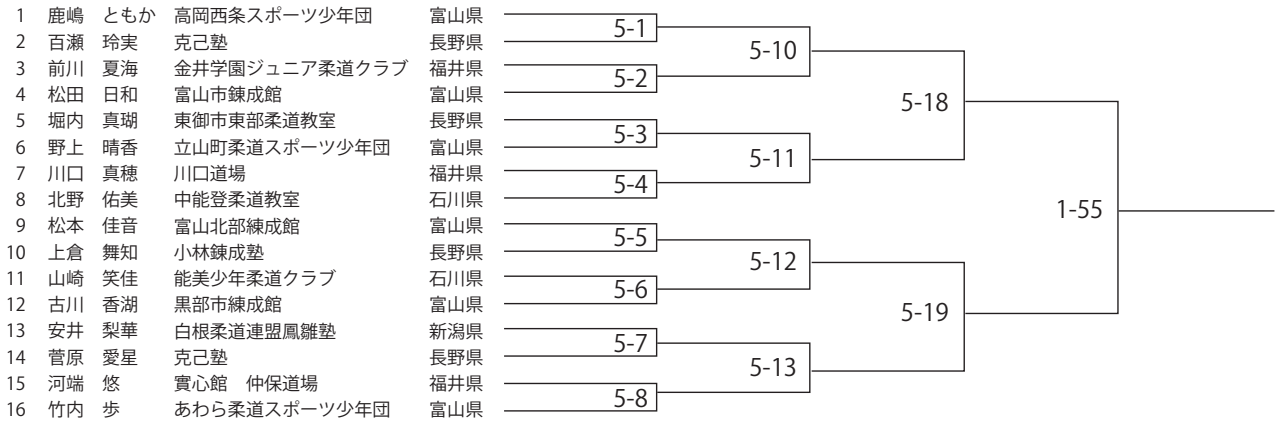 1 鹿嶋 ともか 高岡西条スポーツ少年団 富山県
2 百瀬 玲実 克己塾 長野県
3 前川 夏海 金井学園ジュニア柔道クラブ 福井県
4 松田 日和 富山市錬成館 富山県
5 堀内 真瑚 東御市東部柔道教室 長野県
6 野上 晴香 立山町柔道スポーツ少年団 富山県
7 川口 真穂 川口道場 福井県
8 北野 佑美 中能登柔道教室 石川県
9 松本 佳音 富山北部練成館 富山県
10 上倉 舞知 小林錬成塾 長野県
11 山崎 笑佳 能美少年柔道クラブ 石川県
12 古川 香湖 黒部市練成館 富山県
13 安井 梨華 白根柔道連盟鳳雛塾 新潟県
14 菅原 愛星 克己塾 長野県
15 河端 悠 實心館 仲保道場 福井県
16 竹内 歩 あわら柔道スポーツ少年団 富山県
5-1
5-2
5-3
5-4
5-5
5-6
5-7
5-8
5-10
5-11
5-12
5-13
5-18
5-19
1-55